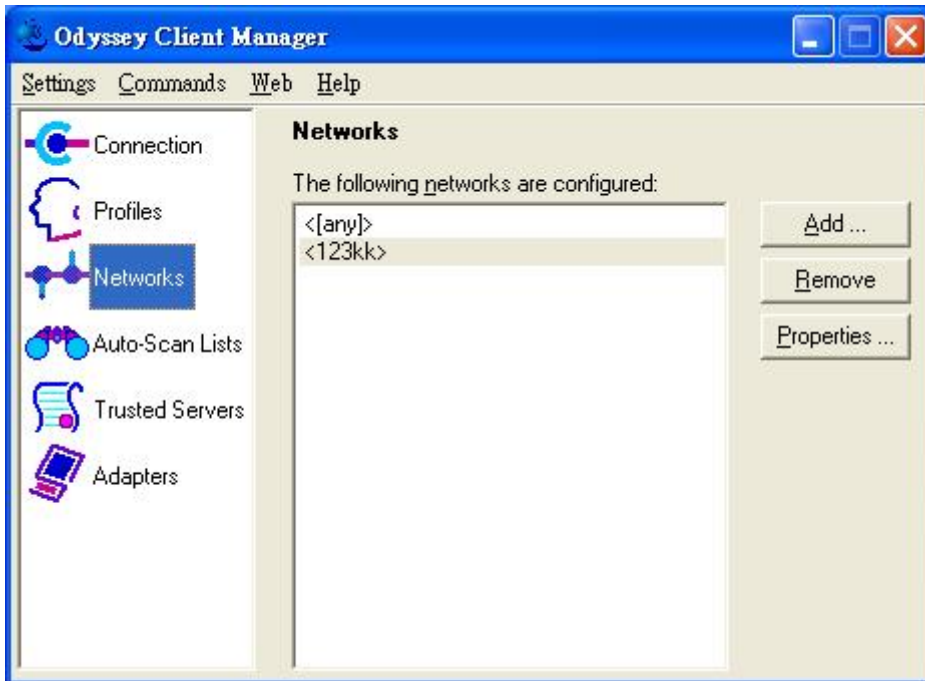 Odyssey Client Manager
Settings Commands Web Help
Connection
Profiles
Networks
Auto-Scan Lists
Trusted Servers
Adapters
Networks
The following networks are configured:
<[any]>
<123kk>
Add ...
Remove
Properties ...